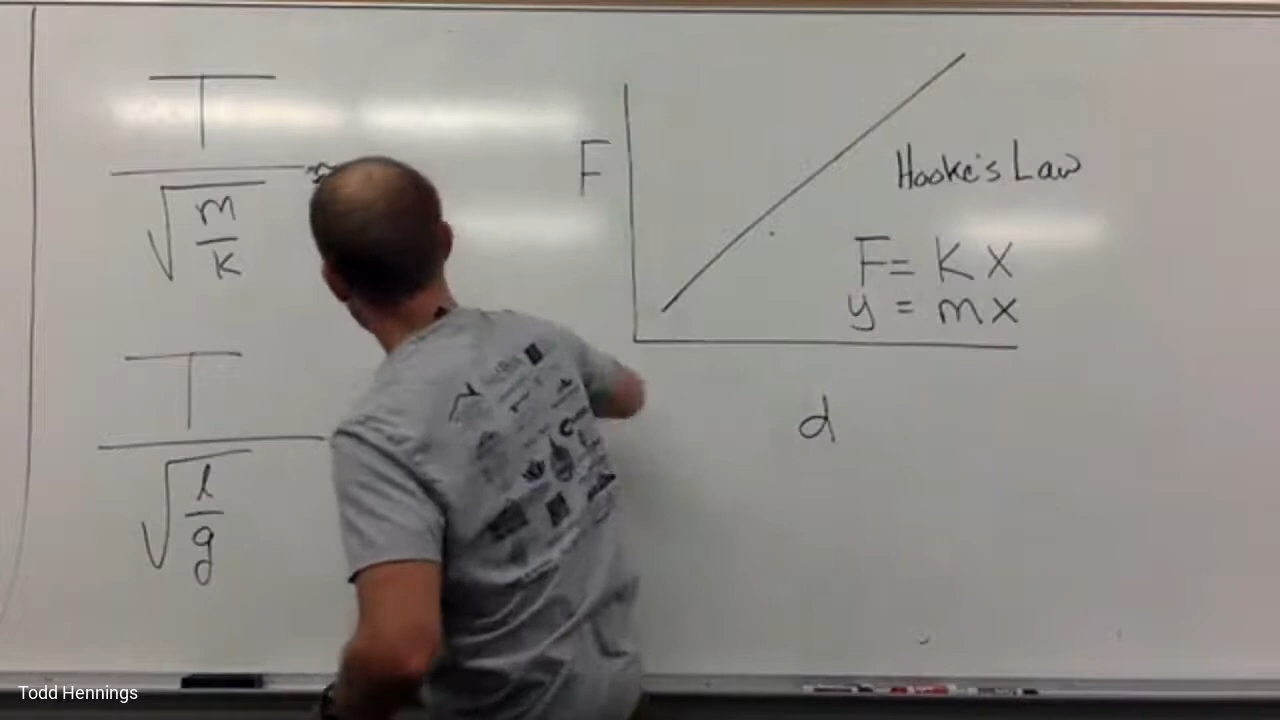 T
√m/K
T
√l/g
F
Hooke's Law
F = K X
y = m x
d
Todd Hennings